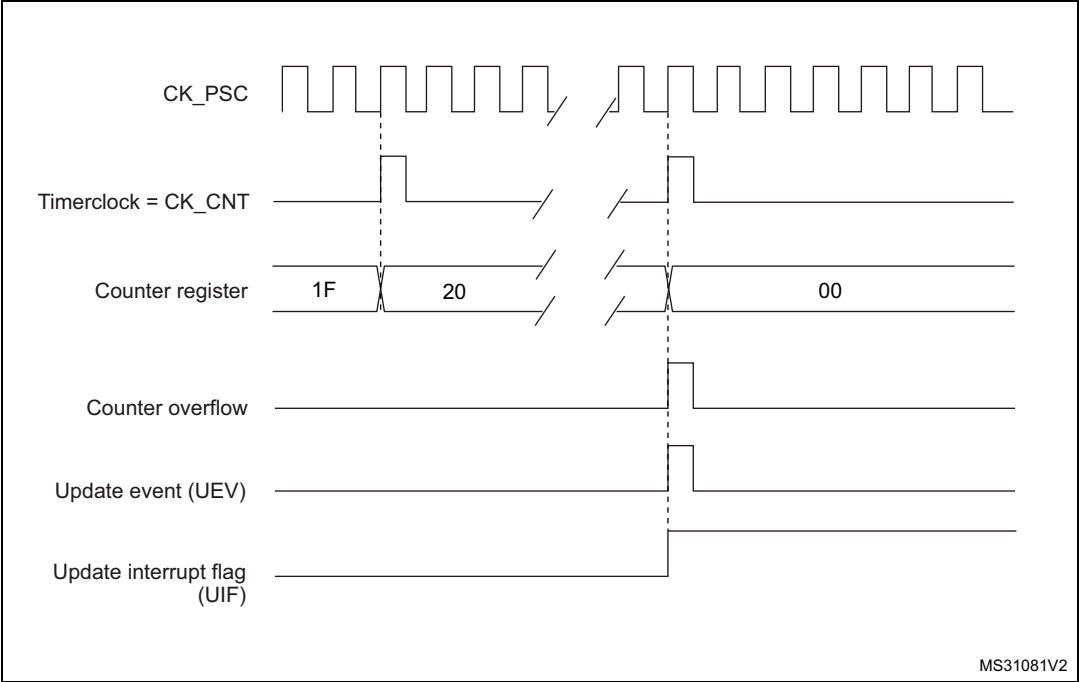 CK_PSC
Timerclock = CK_CNT
Counter register
1F
20
00
Counter overflow
Update event (UEV)
Update interrupt flag
(UIF)
MS31081V2